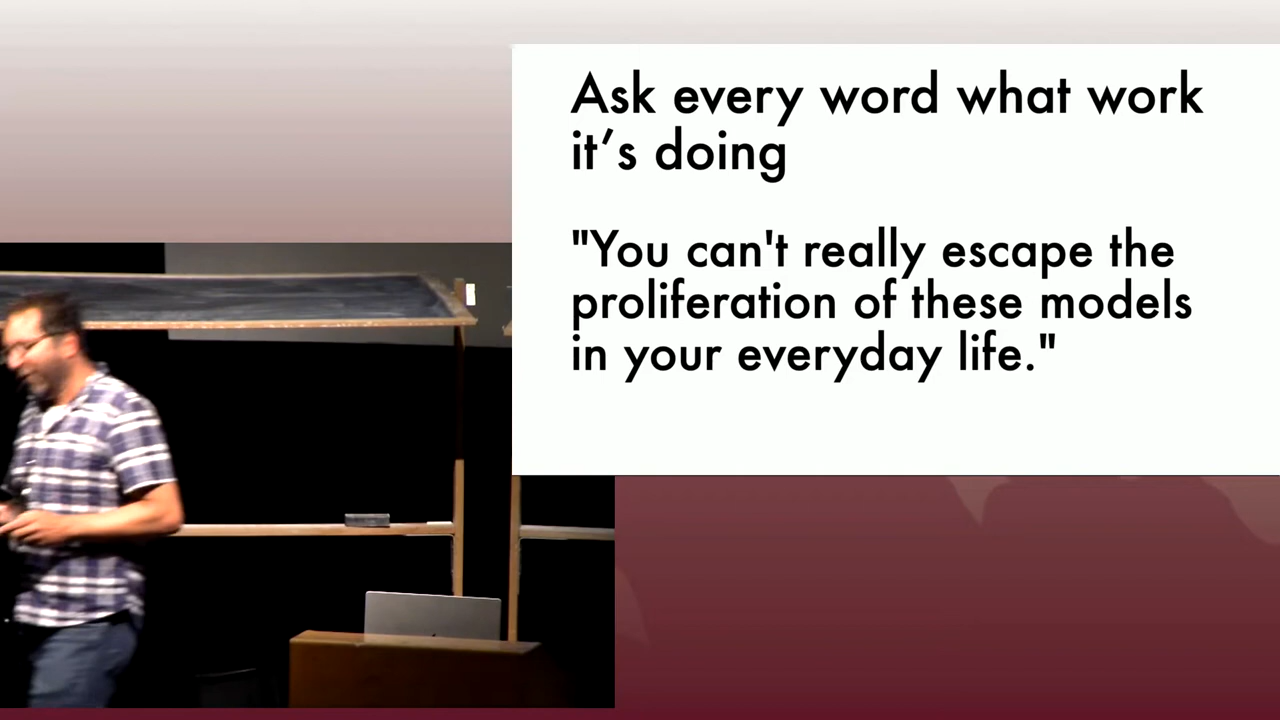 Ask every word what work
it’s doing
"You can't really escape the
proliferation of these models
in your everyday life."